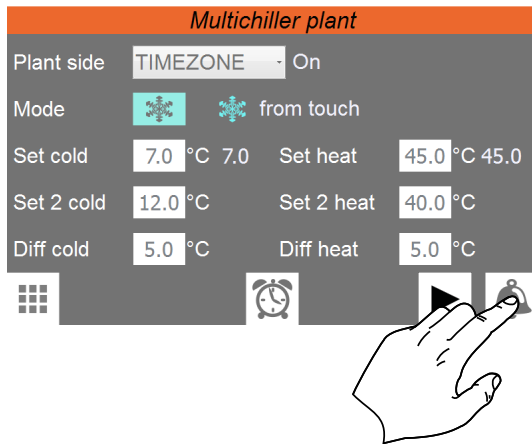 Multichiller plant
Plant side TIMEZONE On
Mode from touch
Set cold 7.0 °C 7.0 Set heat 45.0 °C 45.0
Set 2 cold 12.0 °C Set 2 heat 40.0 °C
Diff cold 5.0 °C Diff heat 5.0 °C